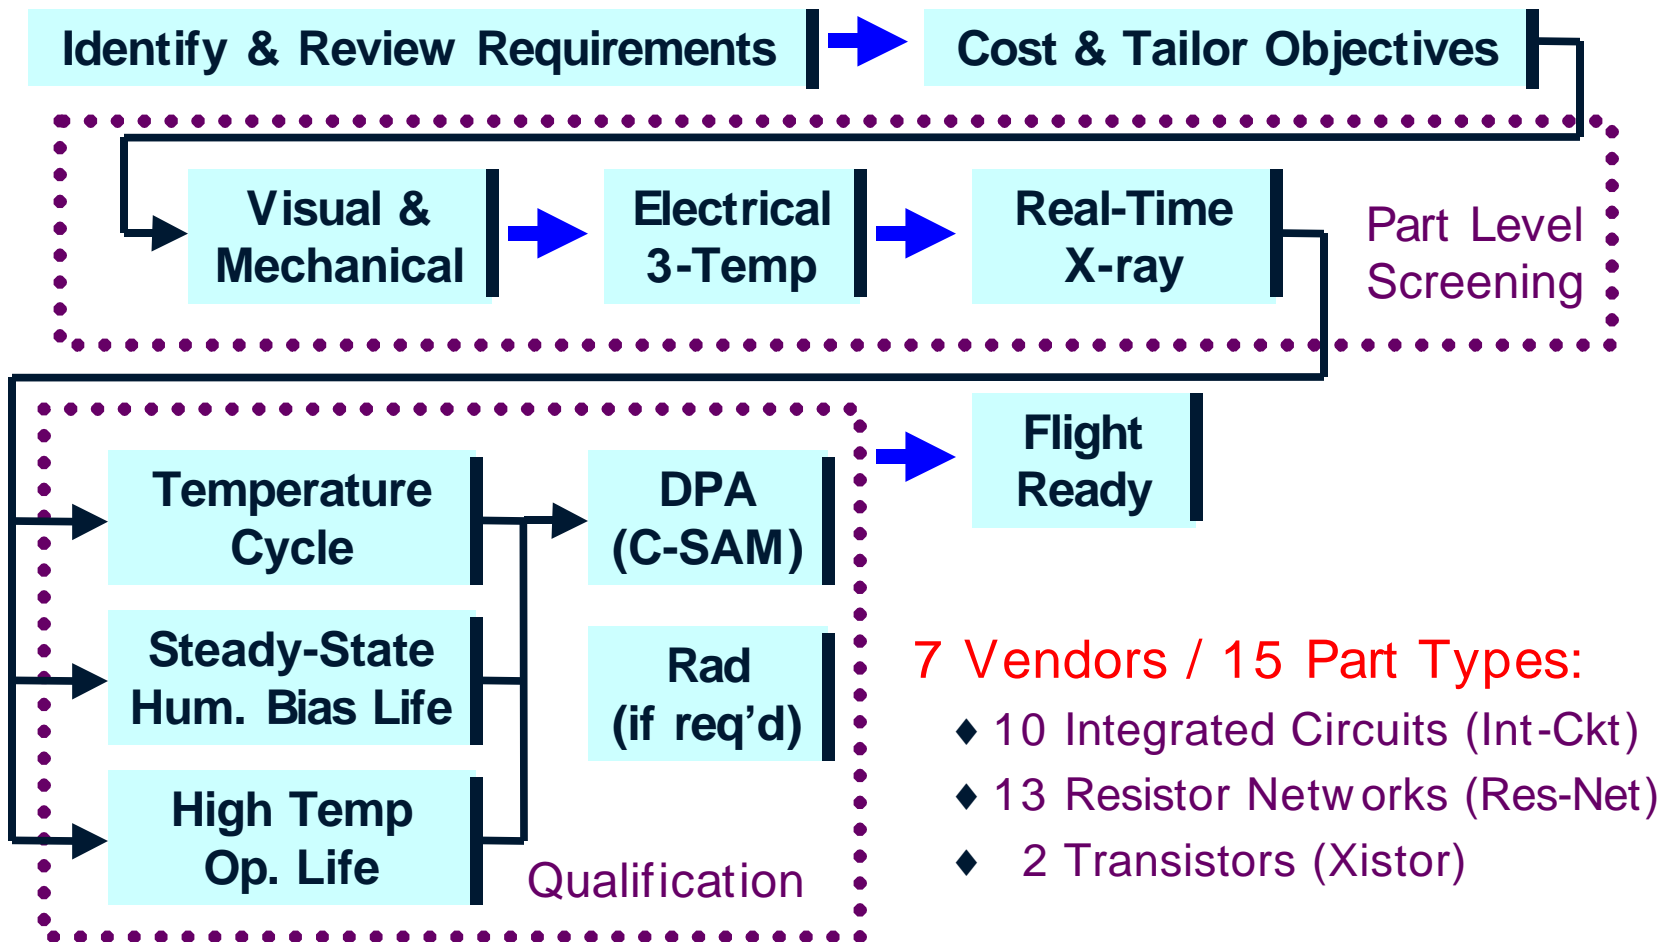 Identify & Review Requirements
Cost & Tailor Objectives
Visual &
Mechanical
Electrical
3-Temp
Real-Time
X-ray
Part Level
Screening
Temperature
Cycle
DPA
(C-SAM)
Flight
Ready
Steady-State
Hum. Bias Life
Rad
(if req’d)
High Temp
Op. Life
Qualification
7 Vendors / 15 Part Types:
♦ 10 Integrated Circuits (Int-Ckt)
♦ 13 Resistor Networks (Res-Net)
♦ 2 Transistors (Xistor)